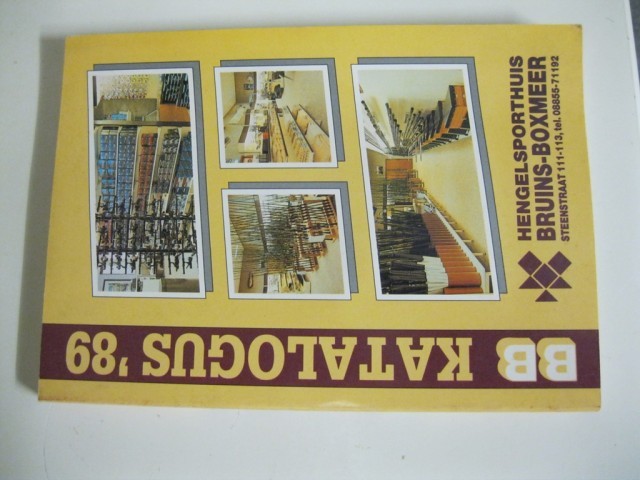 BB KATALOGUS '89
HENGELSPORTHUIS
BRUINS-BOXMEER
STEENSTRAAT 111-113, tel. 08855-71192